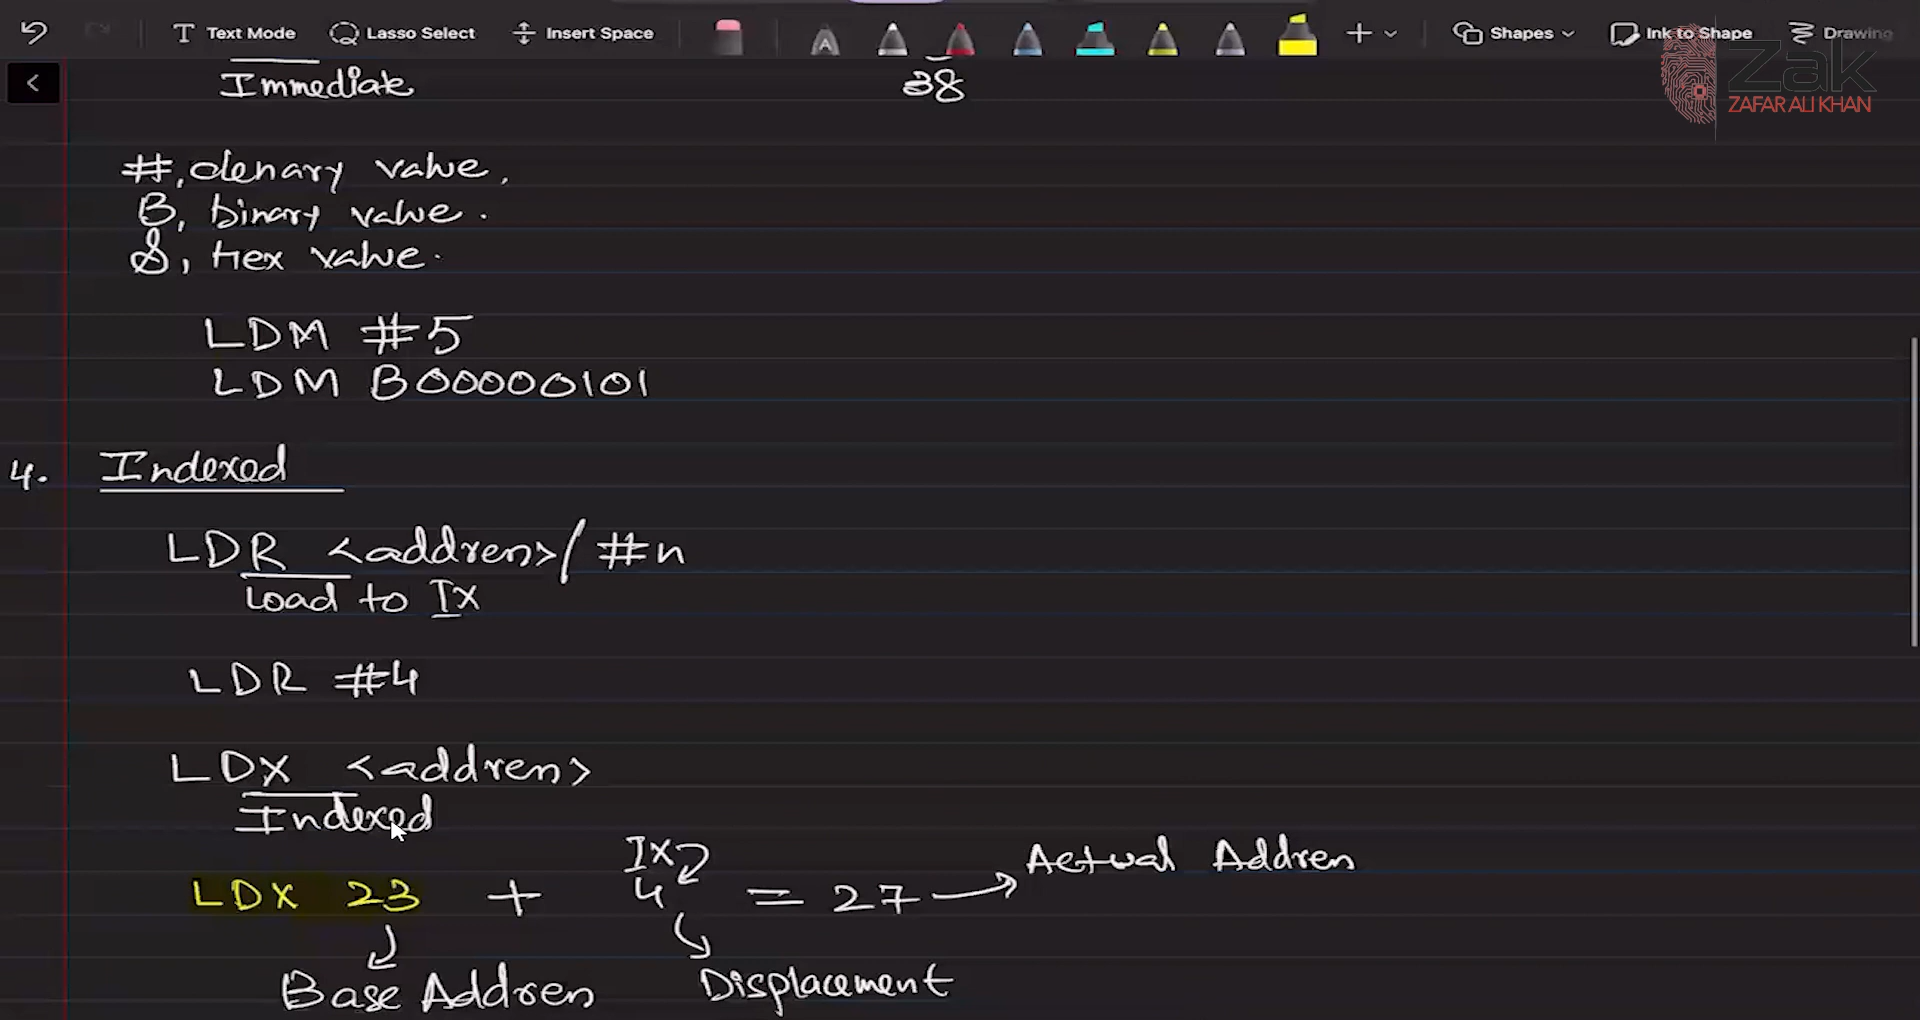 Text Mode Lasso Select Insert Space Shapes Ink to Shape Drawing
Zak
ZAFAR ALI KHAN
Immediate 38
#, denary value,
B, binary value.
&, Hex value.
LDM #5
LDM B00000101
4. Indexed
LDR <address>/ #n
Load to IX
LDR #4
LDX <address>
Indexed
IX Actual Address
LDX 23 + 4 = 27
Base Address Displacement